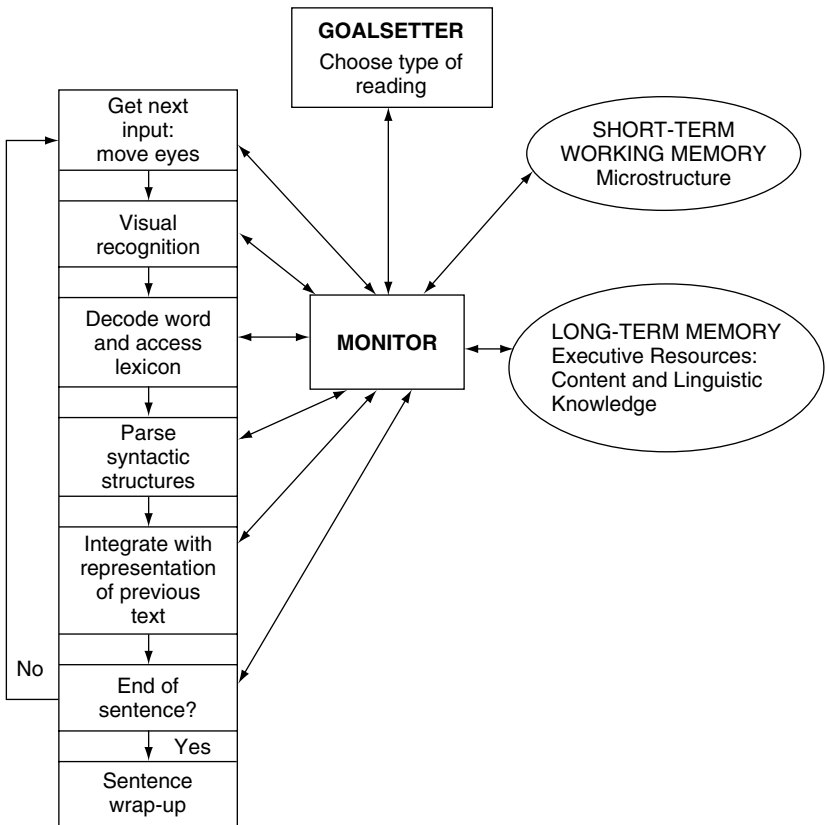 GOALSETTER
Choose type of
reading
Get next
input:
move eyes
SHORT-TERM
WORKING MEMORY
Microstructure
Visual
recognition
Decode word
and access
lexicon
MONITOR
LONG-TERM MEMORY
Executive Resources:
Content and Linguistic
Knowledge
Parse
syntactic
structures
Integrate with
representation
of previous
text
No
End of
sentence?
Yes
Sentence
wrap-up